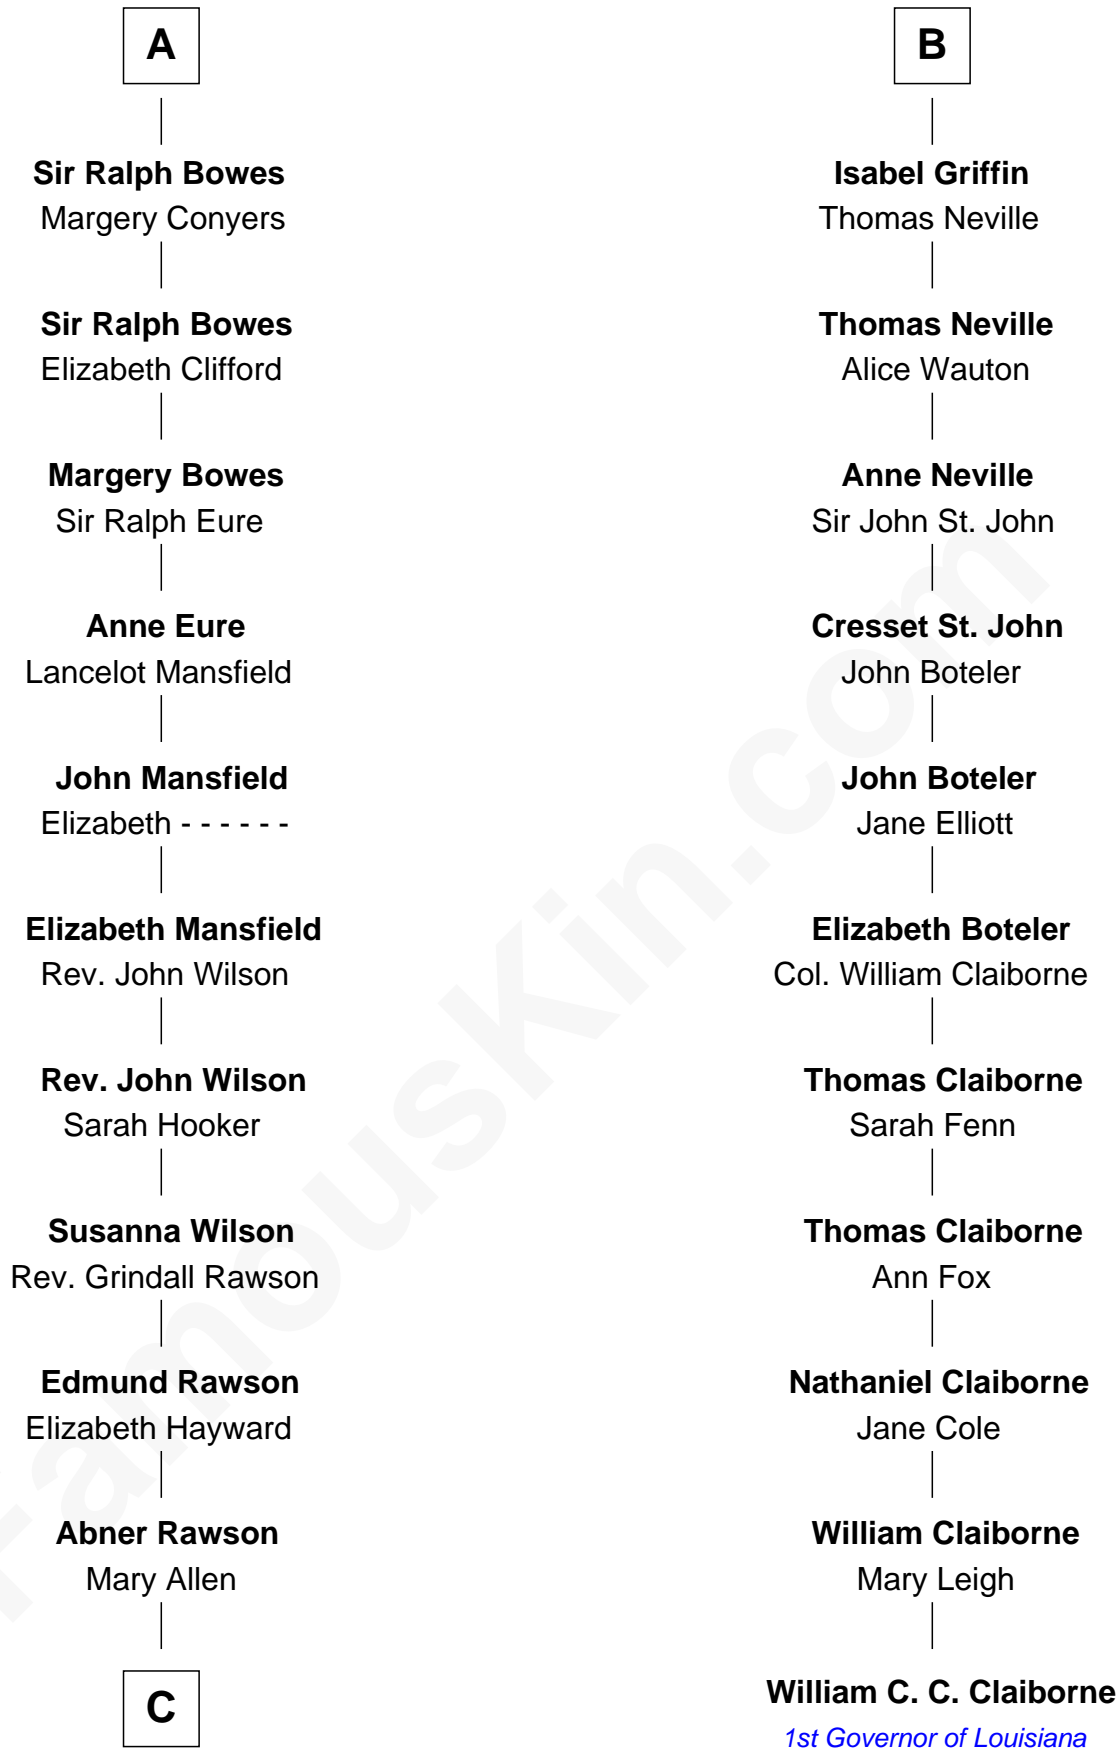 A
Sir Ralph Bowes
Margery Conyers
Sir Ralph Bowes
Elizabeth Clifford
Margery Bowes
Sir Ralph Eure
Anne Eure
Lancelot Mansfield
John Mansfield
Elizabeth - - - - - -
Elizabeth Mansfield
Rev. John Wilson
Rev. John Wilson
Sarah Hooker
Susanna Wilson
Rev. Grindall Rawson
Edmund Rawson
Elizabeth Hayward
Abner Rawson
Mary Allen
C
B
Isabel Griffin
Thomas Neville
Thomas Neville
Alice Wauton
Anne Neville
Sir John St. John
Cresset St. John
John Boteler
John Boteler
Jane Elliott
Elizabeth Boteler
Col. William Claiborne
Thomas Claiborne
Sarah Fenn
Thomas Claiborne
Ann Fox
Nathaniel Claiborne
Jane Cole
William Claiborne
Mary Leigh
William C. C. Claiborne
1st Governor of Louisiana
FamousKin.com